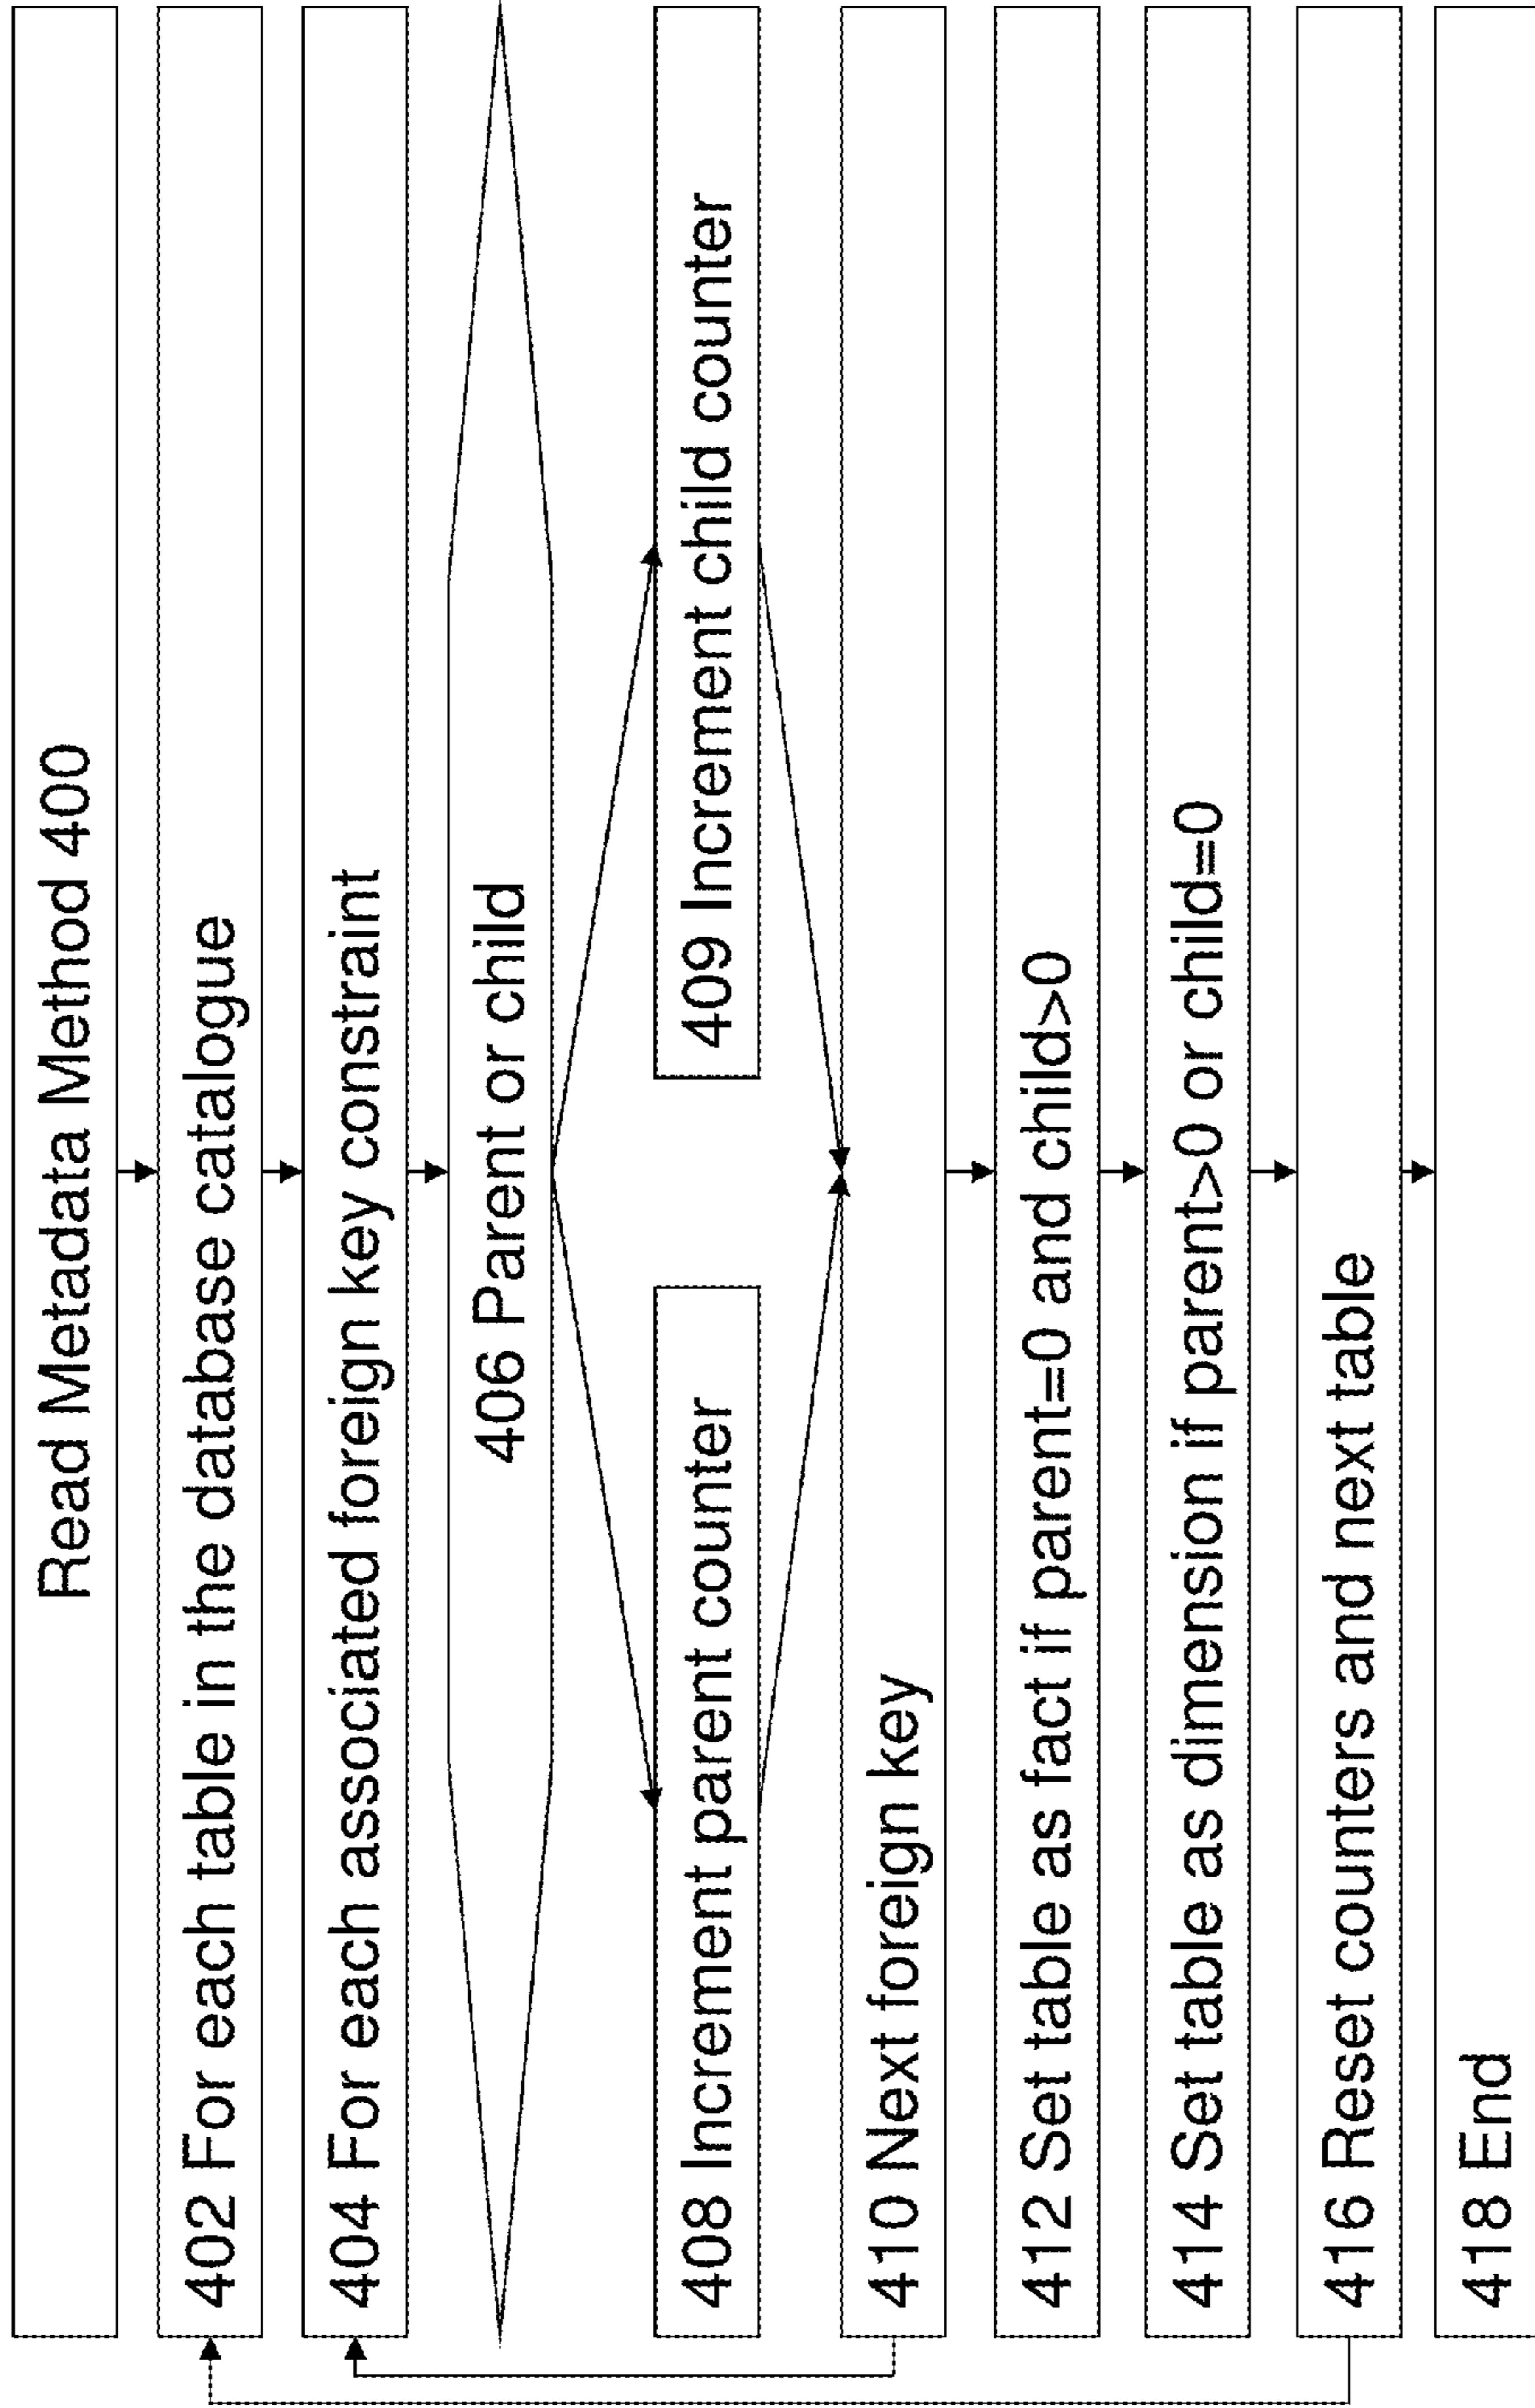 Read Metadata Method 400
402 For each table in the database catalogue
404 For each associated foreign key constraint
406 Parent or child
408 Increment parent counter
409 Increment child counter
410 Next foreign key
412 Set table as fact if parent=0 and child>0
414 Set table as dimension if parent>0 or child=0
416 Reset counters and next table
418 End